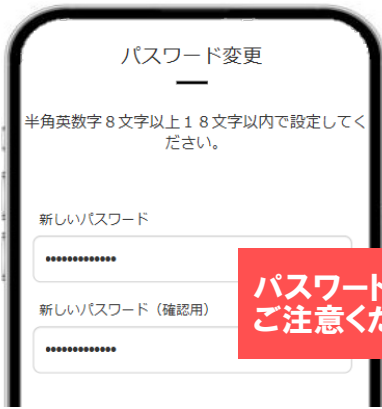 パスワード変更
半角英数字８文字以上１８文字以内で設定してく
ださい。
新しいパスワード
•••••••••••••
パスワード
ご注意くだ
新しいパスワード（確認用）
•••••••••••••